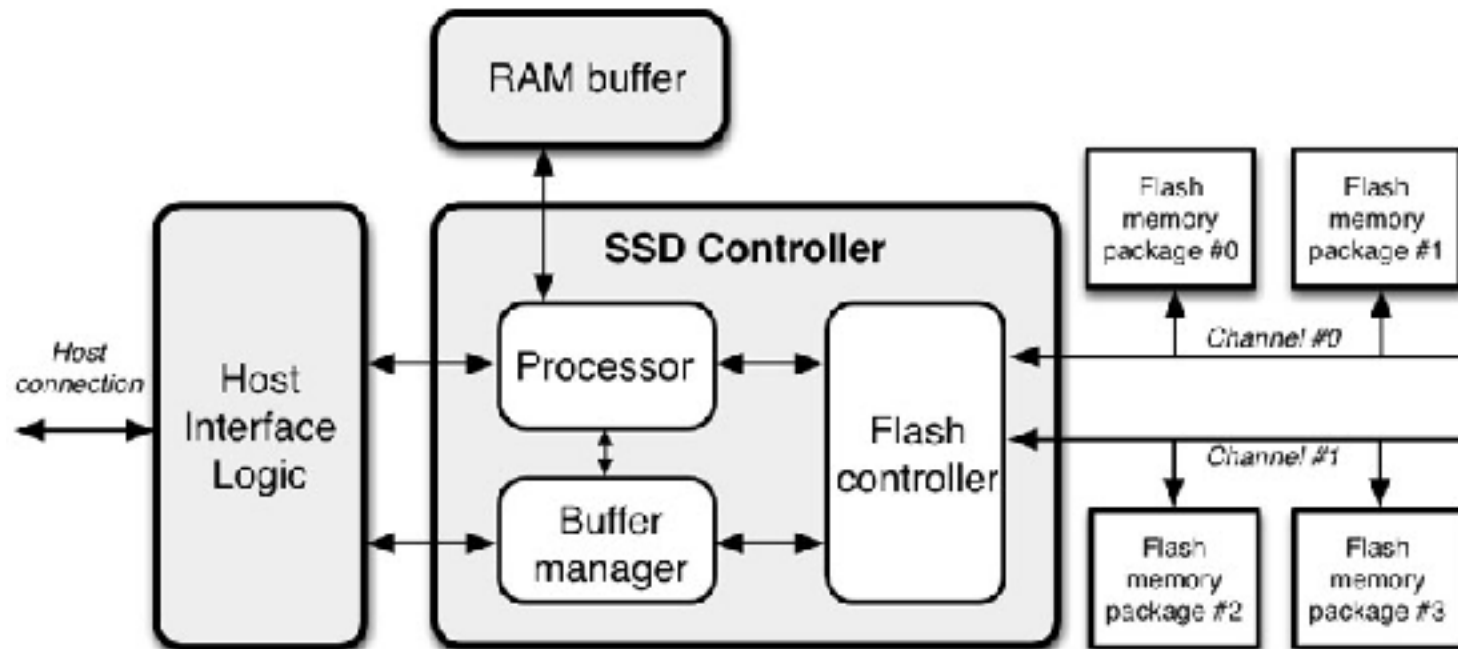 RAM buffer
SSD Controller
Host
connection
Host
Interface
Logic
Processor
Buffer
manager
Flash
controller
Flash
memory
package #0
Flash
memory
package #1
Channel #0
Channel #1
Flash
memory
package #2
Flash
memory
package #3